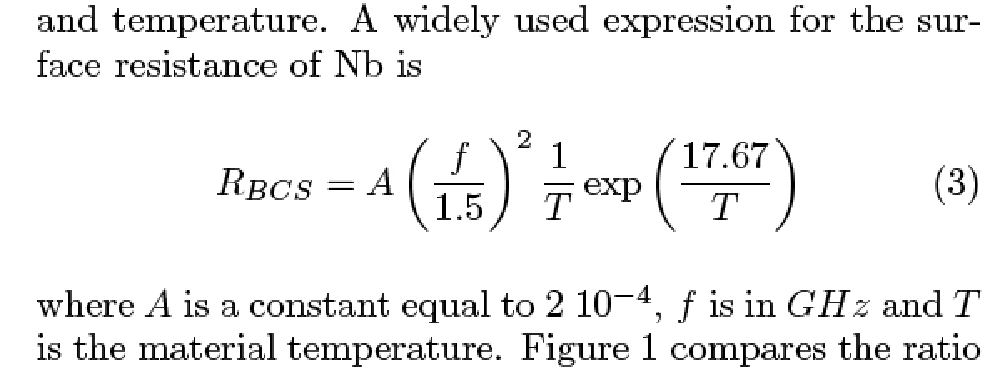 and temperature. A widely used expression for the sur-
face resistance of Nb is
R_{BCS} = A \left( \frac{f}{1.5} \right)^2 \frac{1}{T} \exp \left( \frac{17.67}{T} \right) (3)
where A is a constant equal to 2 10^{-4}, f is in GHz and T
is the material temperature. Figure 1 compares the ratio